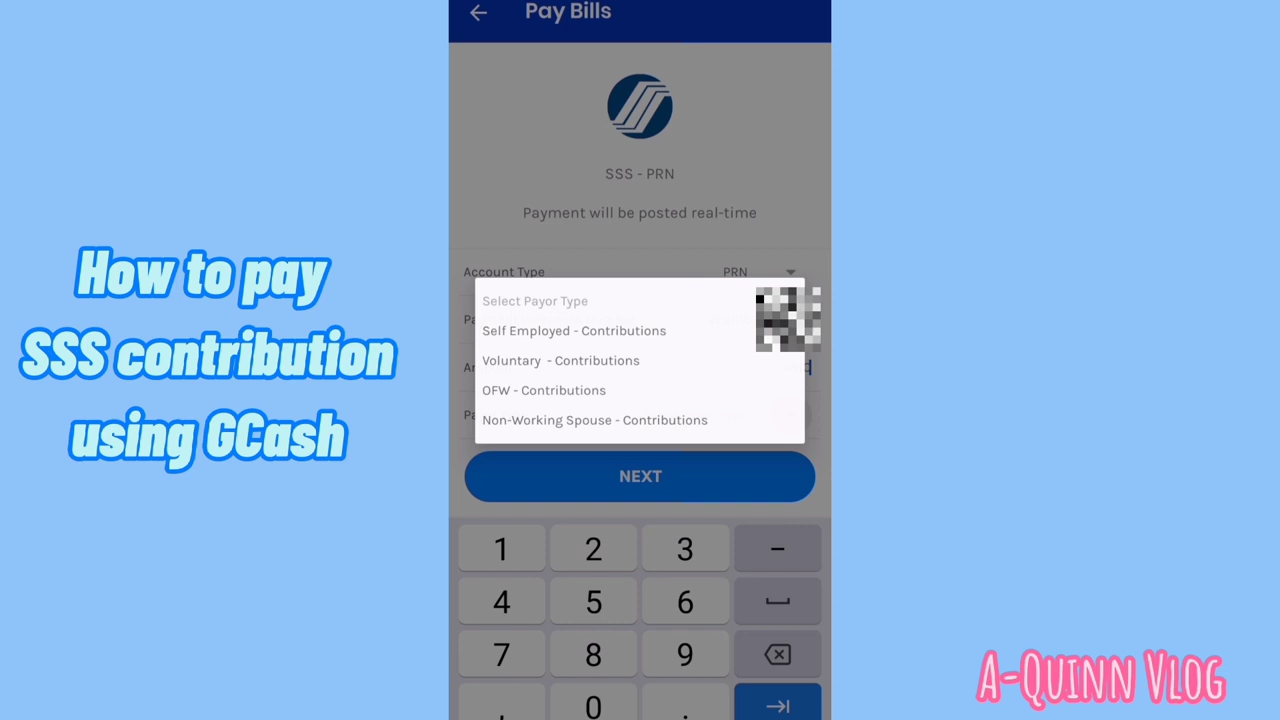 Pay Bills
SSS - PRN
Payment will be posted real-time
Account Type PRN
Select Payor Type
Self Employed - Contributions
Voluntary - Contributions
OFW - Contributions
Non-Working Spouse - Contributions
NEXT
1 2 3 -
4 5 6
7 8 9
, 0 .
How to pay
SSS contribution
using GCash
A-Quinn Vlog